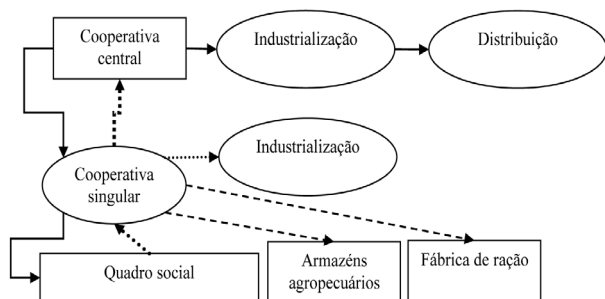 Cooperativa
central
Industrialização
Distribuição
Industrialização
Cooperativa
singular
Quadro social
Armazéns
agropecuários
Fábrica de ração